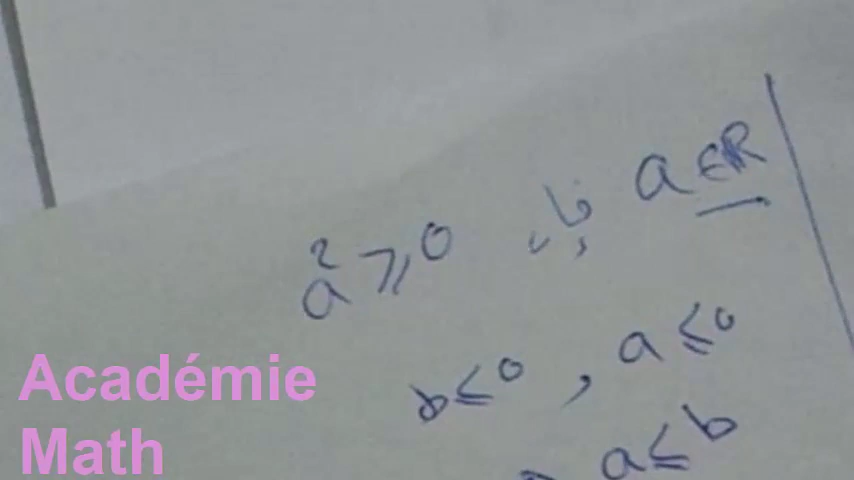 a ∈ ℝ فإن a² ≥ 0
a ≤ 0 , b ≤ 0
a ≤ b
Académie
Math